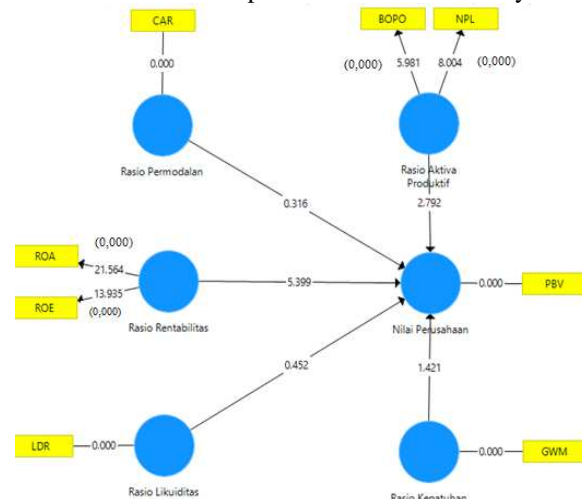 CAR
BOPO NPL
0.000
(0,000) 5.981 8.004 (0,000)
Rasio Permodalan
Rasio Aktiva
Produktif
0.316
2.792
ROA
(0,000)
21.564
5.399
0.000
PBV
ROE
13.935
(0,000)
Rasio Rentabilitas
Nilai Perusahaan
0.452
1.421
LDR
0.000
0.000
GWM
Rasio Likuiditas
Rasio Kepatuhan